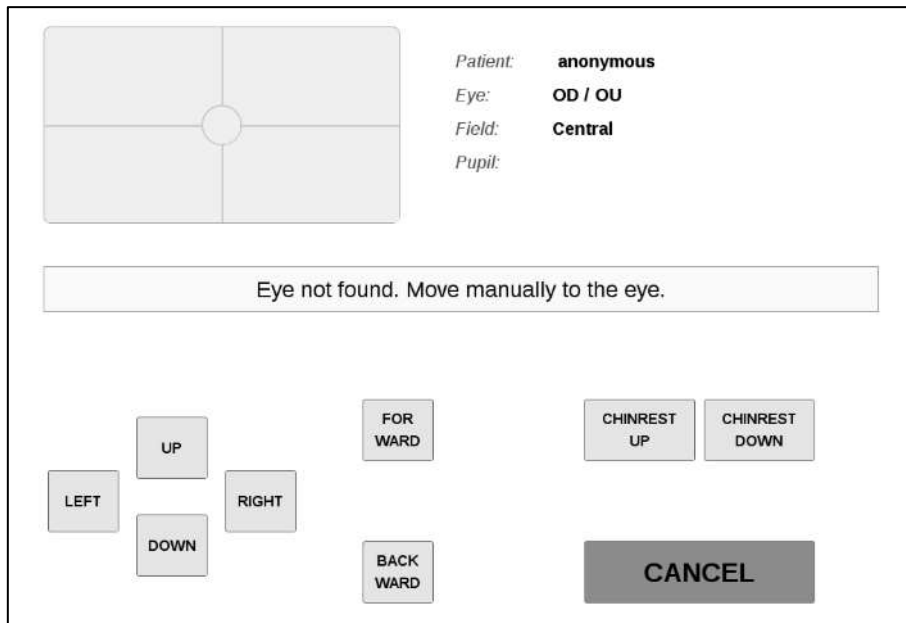 Patient: anonymous
Eye: OD / OU
Field: Central
Pupil:
Eye not found. Move manually to the eye.
UP
LEFT
RIGHT
DOWN
FOR
WARD
BACK
WARD
CHINREST
UP
CHINREST
DOWN
CANCEL